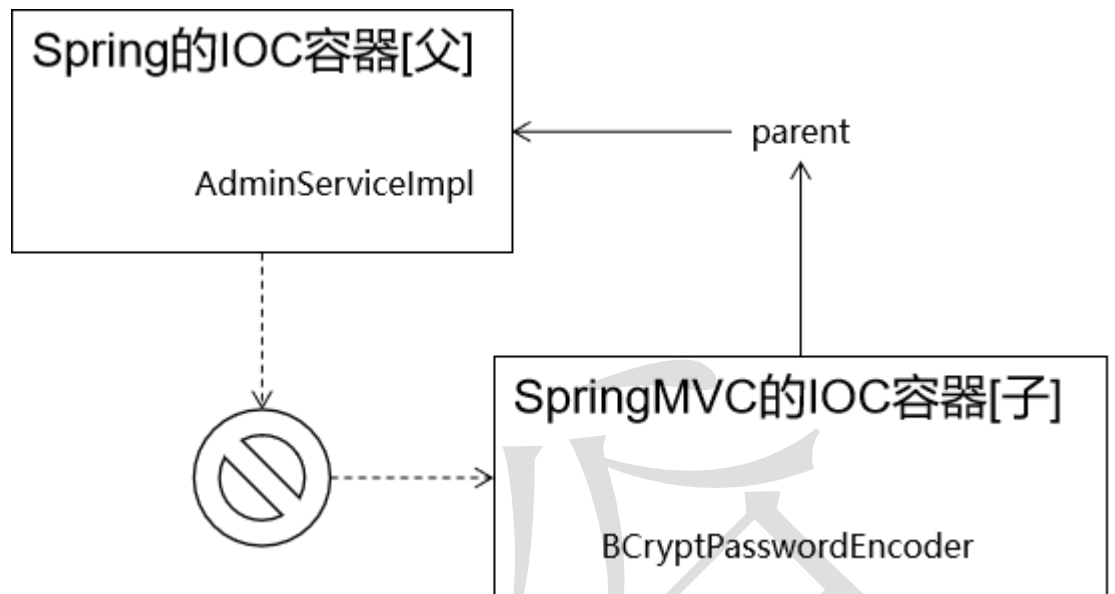 Spring的IOC容器[父]
parent
AdminServiceImpl
SpringMVC的IOC容器[子]
BCryptPasswordEncoder